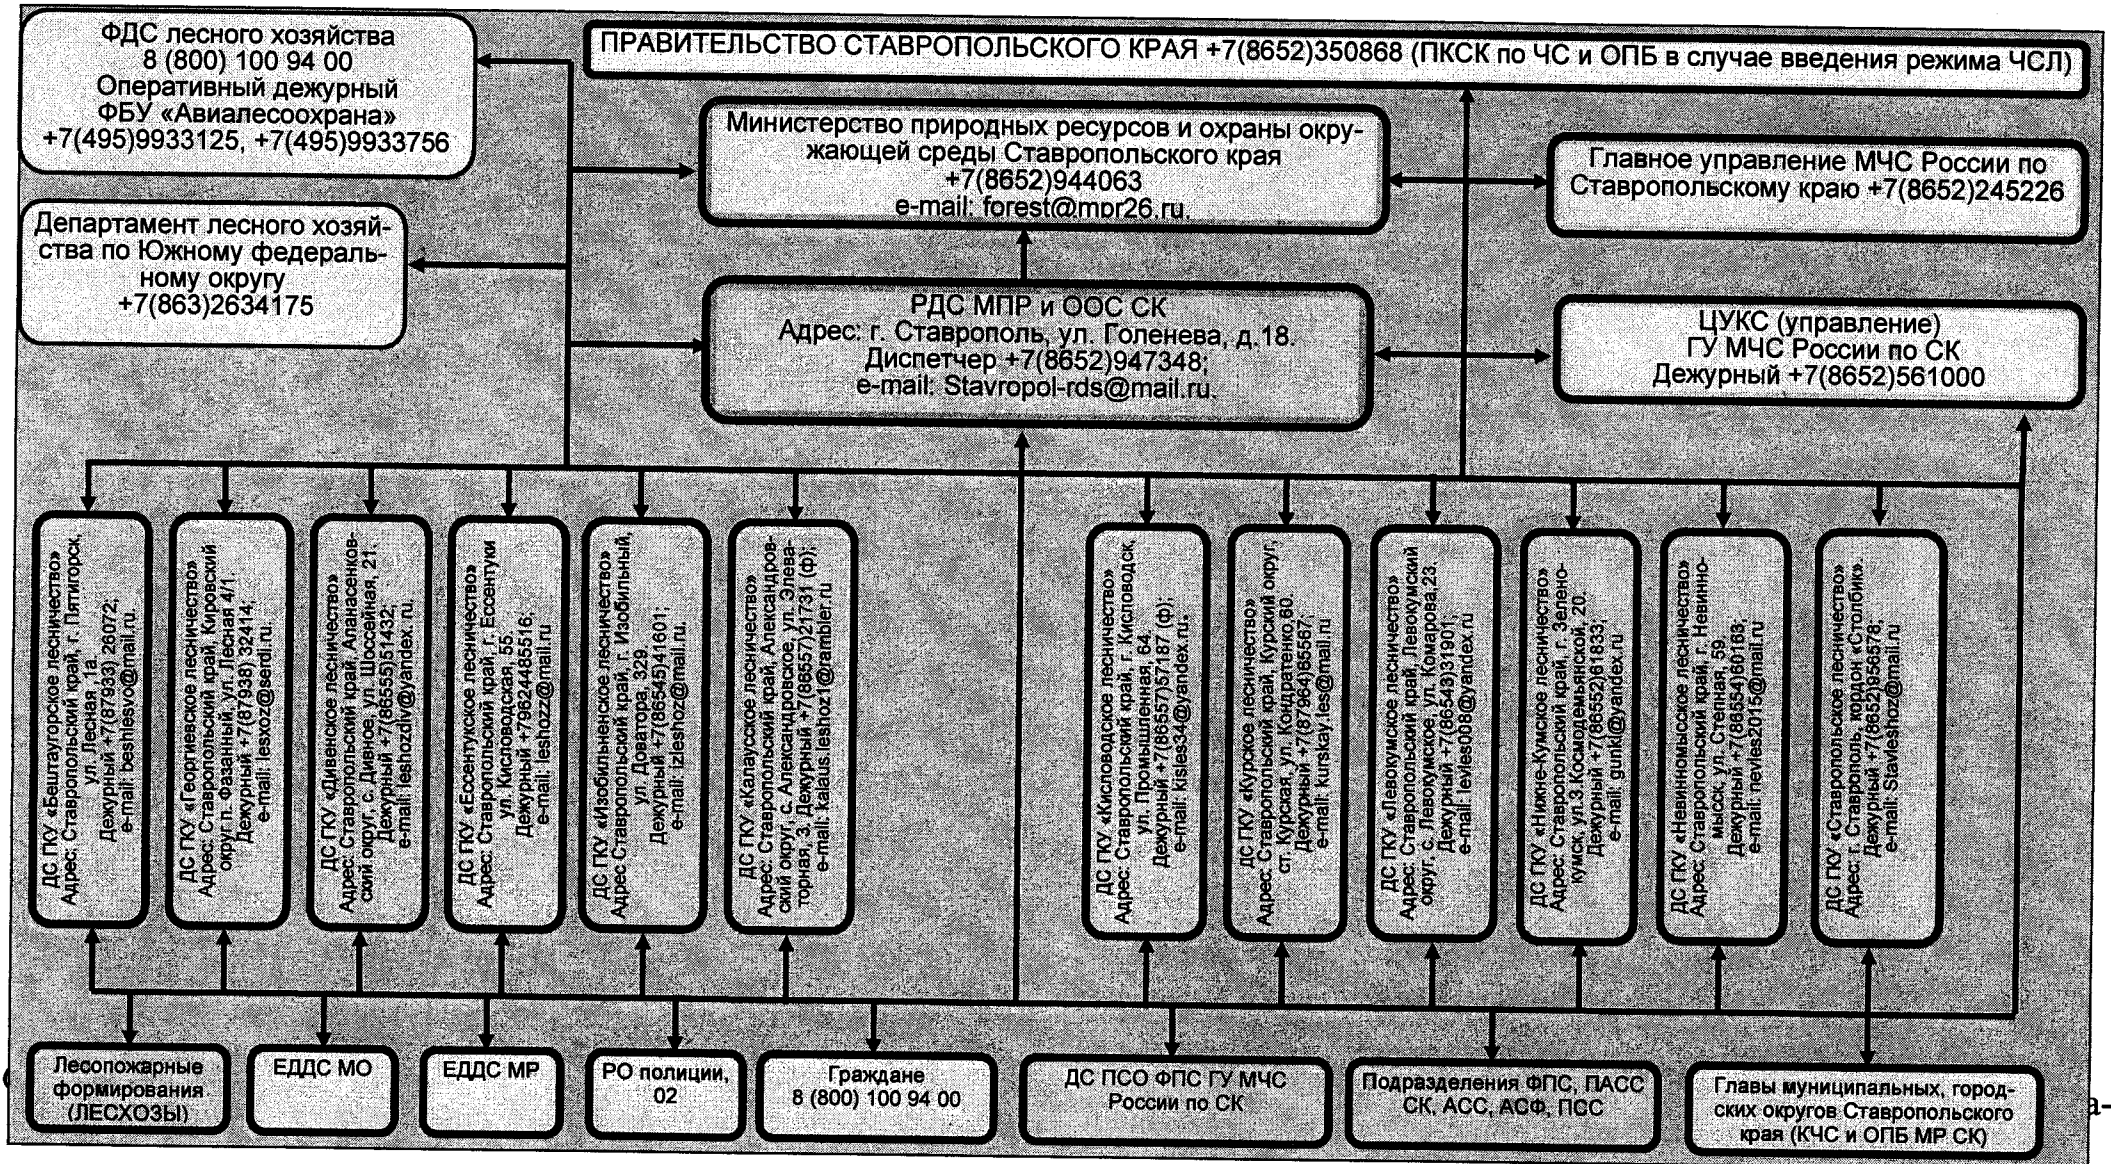 ФДС лесного хозяйства
8 (800) 100 94 00
Оперативный дежурный
ФБУ «Авиалесоохрана»
+7(495)9933125, +7(495)9933756
ПРАВИТЕЛЬСТВО СТАВРОПОЛЬСКОГО КРАЯ +7(8652)350868 (ПКСК по ЧС и ОПБ в случае введения режима ЧСЛ)
Министерство природных ресурсов и охраны окру-
жающей среды Ставропольского края
+7(8652)944063
e-mail: forest@mpr26.ru.
Главное управление МЧС России по
Ставропольскому краю +7(8652)245226
Департамент лесного хозяй-
ства по Южному федераль-
ному округу
+7(863)2634175
РДС МПР и ООС СК
Адрес: г. Ставрополь, ул. Голенева, д.18.
Диспетчер +7(8652)947348;
e-mail: Stavropol-rds@mail.ru.
ЦУКС (управление)
ГУ МЧС России по СК
Дежурный +7(8652)561000
ДС ГКУ «Бештаугорское лесничество»
Адрес: Ставропольский край, г. Пятигорск,
ул. Лесная, 1а.
Дежурный +7(87933) 26072;
e-mail: beshlesvo@mail.ru
ДС ГКУ «Георгиевское лесничество»
Адрес: Ставропольский край, Кировский
округ п. Фазанный, ул. Лесная 4/1.
Дежурный +7(87938) 32414;
e-mail: lesxoz@serdi.ru.
ДС ГКУ «Дивенское лесничество»
Адрес: Ставропольский край, Апанасенков-
ский округ, с. Дивное, ул. Шоссейная, 21.
Дежурный +7(86555)51432;
e-mail: leshozdiv@yandex. ru.
ДС ГКУ «Ессентукское лесничество»
Адрес: Ставропольский край, г. Ессентуки
ул. Кисловодская, 55
Дежурный +79624485516;
e-mail: leshozz@mail.ru
ДС ГКУ «Изобильненское лесничество»
Адрес Ставропольский край, г. Изобильный,
ул. Доватора, 329
Дежурный +7(86545)41601;
e-mail: izleshoz@mail.ru.
ДС ГКУ «Калаусское лесничество»
Адрес: Ставропольский край, Александров-
ский округ, с. Александровское, ул. Элева-
торная, 3, Дежурный +7(86557)21731 (ф);
e-mail: kalaus.leshoz1@rambler.ru
ДС ГКУ «Кисловодское лесничество»
Адрес: Ставропольский край, г. Кисловодск,
ул. Промышленная, 64.
Дежурный +7(86557)57187 (ф);
e-mail: kisles34@yandex.ru.
ДС ГКУ «Курское лесничество»
Адрес: Ставропольский край, Курский округ,
ст. Курская, ул. Кондратенко,60.
Дежурный +7(87964)65567;
e-mail: kurskay.les@mail.ru
ДС ГКУ «Левокумское лесничество»
Адрес: Ставропольский край, Левокумский
округ, с. Левокумское, ул. Комарова,23.
Дежурный +7(86543)31901;
e-mail: levles008@yandex.ru
ДС ГКУ «Нижне-Кумское лесничество»
Адрес: Ставропольский край, г. Зелено-
кумск, ул.З.Космодемьянской, 20.
Дежурный +7(86552)61833;
e-mail: gunkl@yandex.ru
ДС ГКУ «Невинномысское лесничество»
Адрес: Ставропольский край, г. Невинно-
мысск, ул. Степная, 59
Дежурный +7(86554)60168;
e-mail: nevles2015@mail.ru
ДС ГКУ «Ставропольское лесничество»
Адрес: г. Ставрополь, кордон «Столбик».
Дежурный +7(8652)956578;
e-mail: Stavleshoz@mail.ru
Лесопожарные
формирования
(ЛЕСХОЗЫ)
ЕДДС МО
ЕДДС МР
РО полиции,
02
Граждане
8 (800) 100 94 00
ДС ПСО ФПС ГУ МЧС
России по СК
Подразделения ФПС, ПАСС
СК, АСС, АСФ, ПСС
Главы муниципальных, город-
ских округов Ставропольского
края (КЧС и ОПБ МР СК)
а-